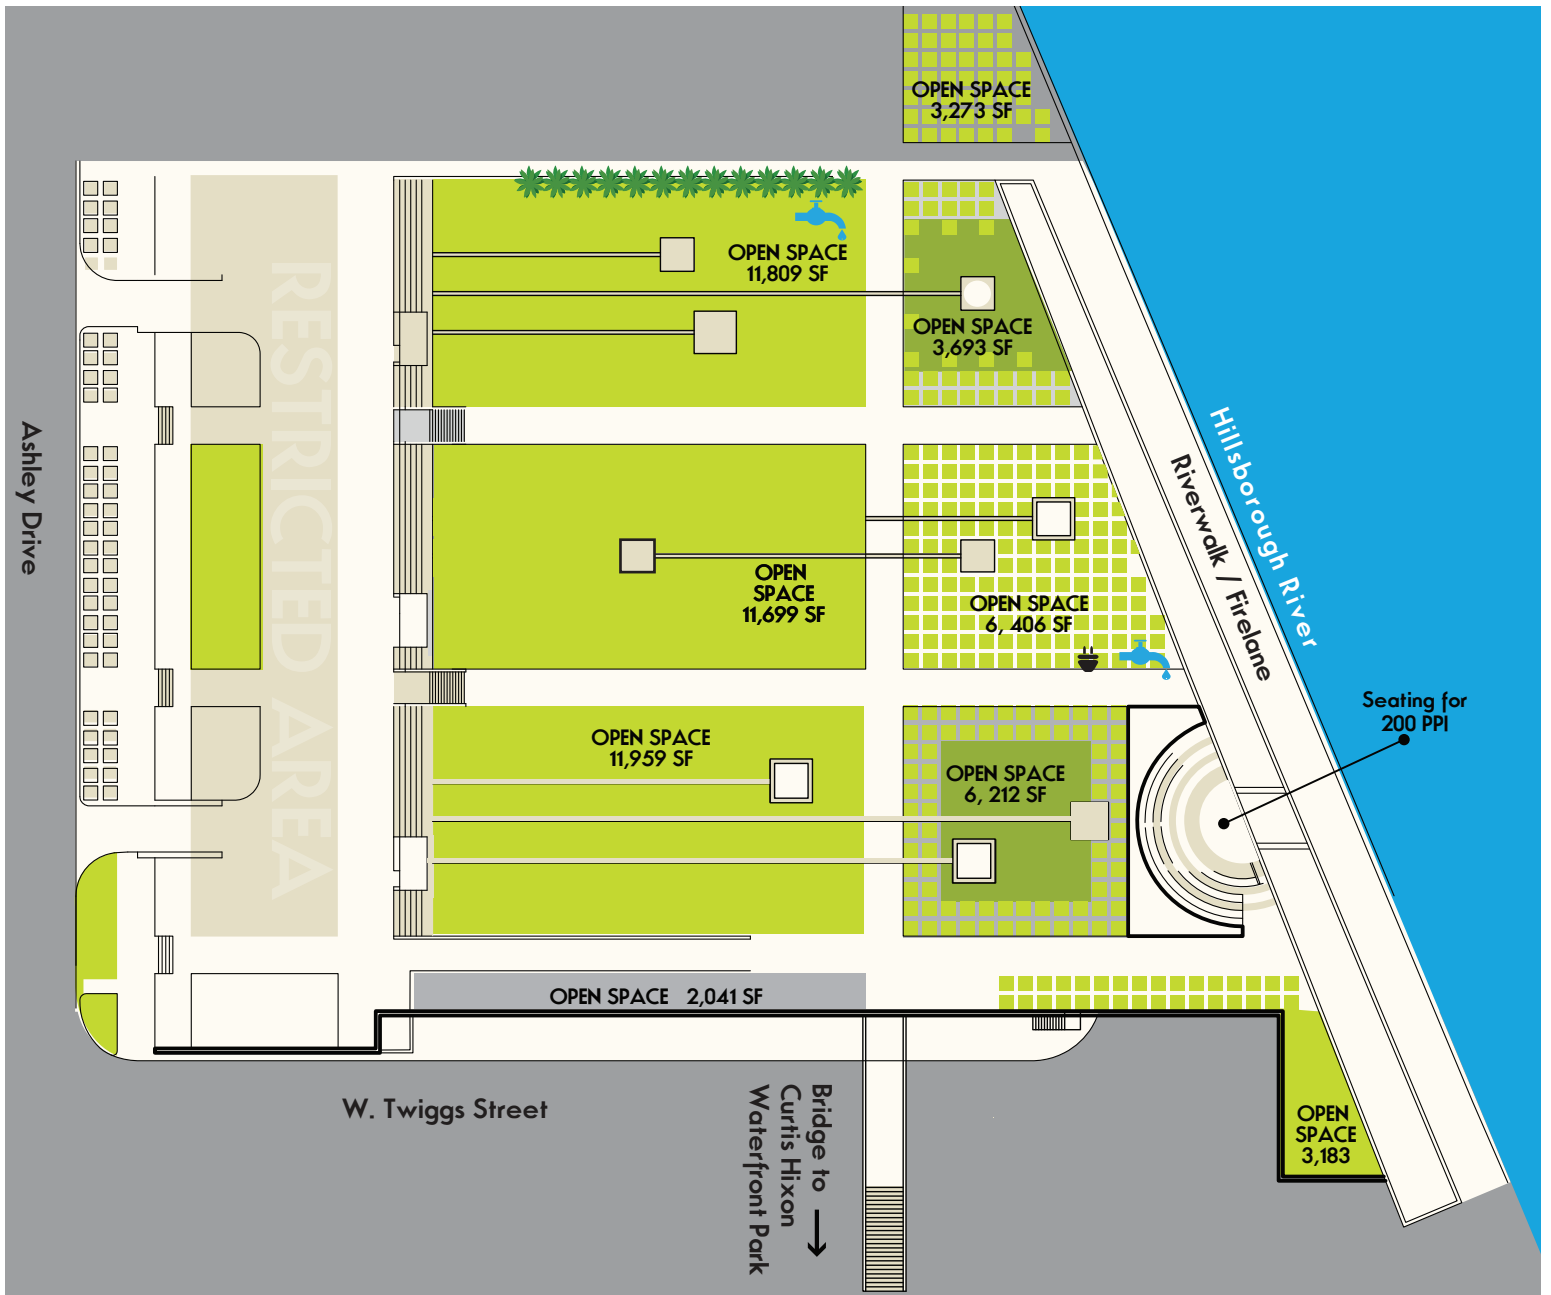 OPEN SPACE
3,273 SF
OPEN SPACE
11,809 SF
OPEN SPACE
3,693 SF
RESTRICTED AREA
Ashley Drive
Hillsborough River
Riverwalk / Firelane
OPEN
SPACE
11,699 SF
OPEN SPACE
6, 406 SF
Seating for
200 PPl
OPEN SPACE
11,959 SF
OPEN SPACE
6, 212 SF
OPEN SPACE 2,041 SF
W. Twiggs Street
Bridge to
Curtis Hixon
Waterfront Park
OPEN
SPACE
3,183